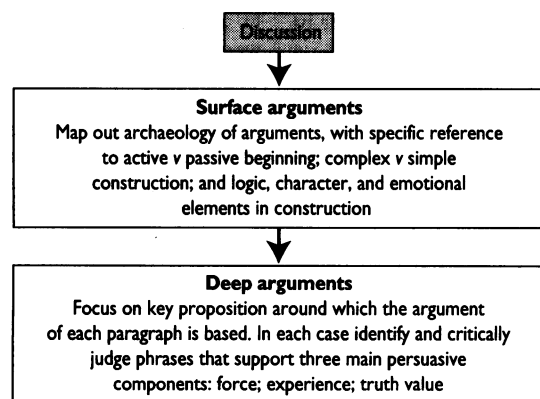 Discussion
Surface arguments
Map out archaeology of arguments, with specific reference
to active v passive beginning; complex v simple
construction; and logic, character, and emotional
elements in construction
Deep arguments
Focus on key proposition around which the argument
of each paragraph is based. In each case identify and critically
judge phrases that support three main persuasive
components: force; experience; truth value